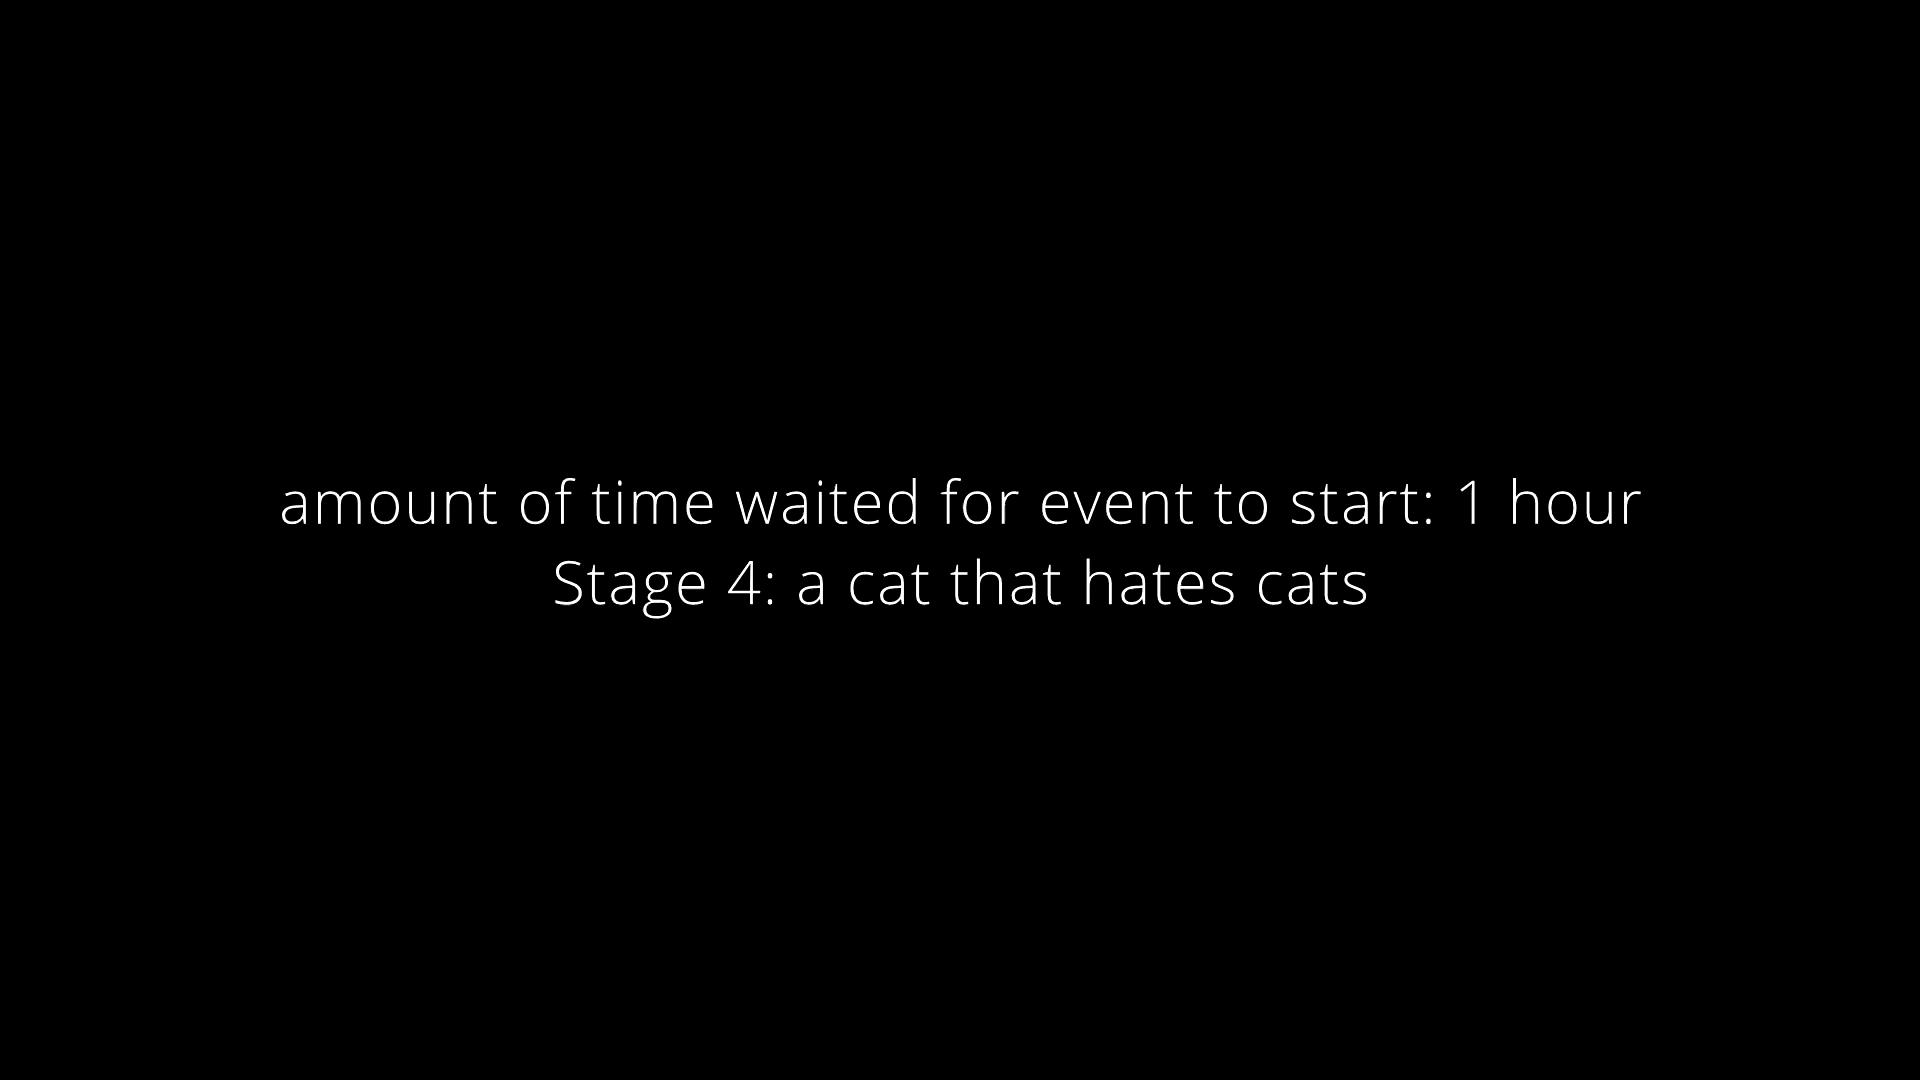 amount of time waited for event to start: 1 hour
Stage 4: a cat that hates cats